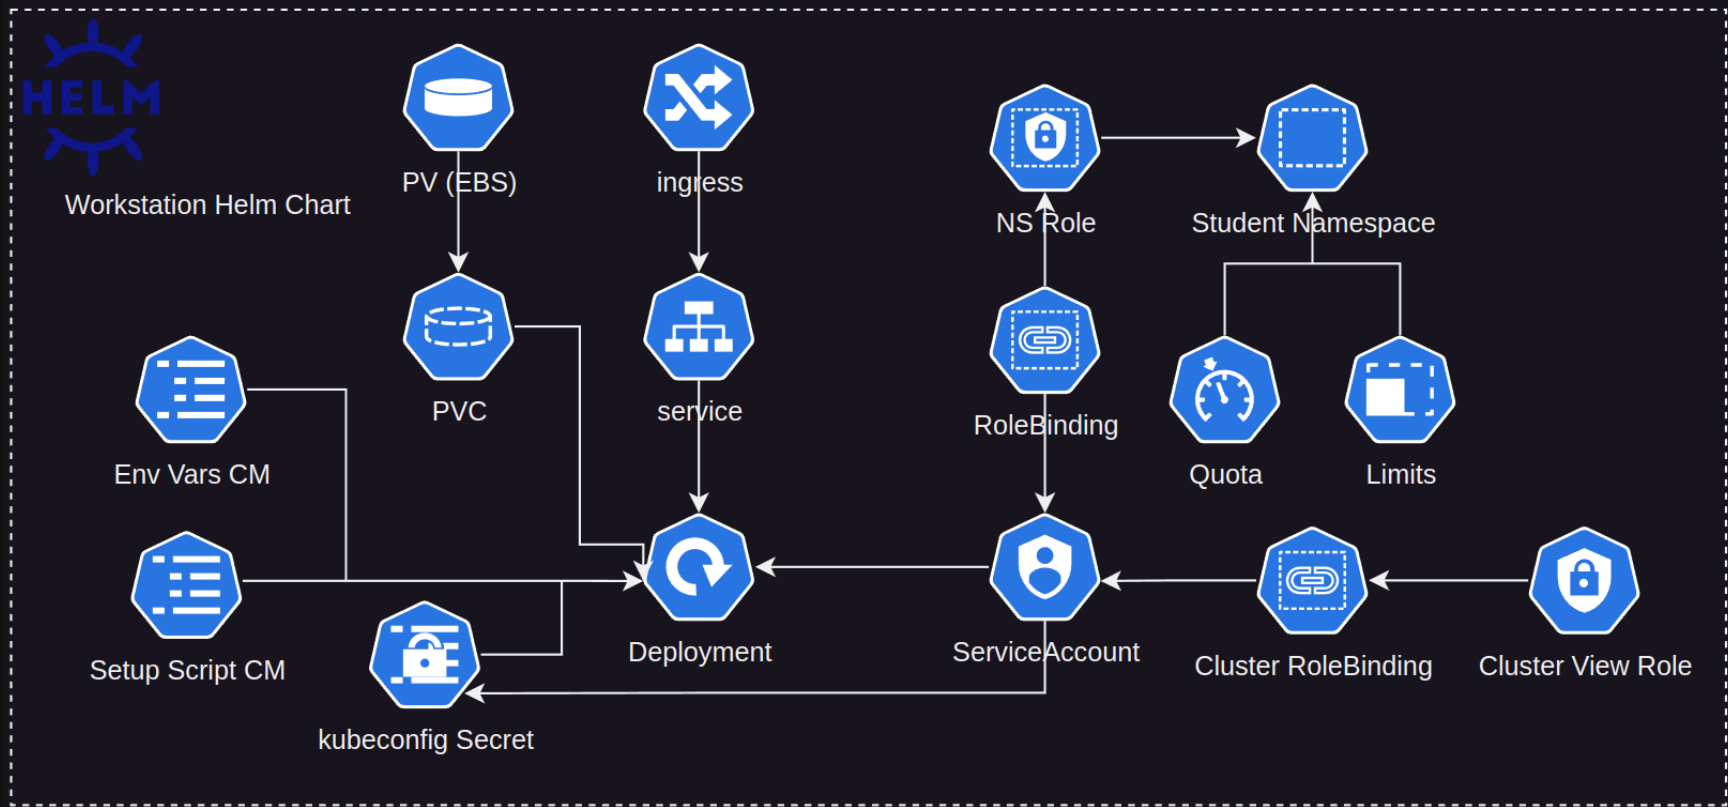 HELM
Workstation Helm Chart
PV (EBS)
ingress
NS Role
Student Namespace
PVC
service
RoleBinding
Env Vars CM
Quota
Limits
Setup Script CM
Deployment
ServiceAccount
Cluster RoleBinding
Cluster View Role
kubeconfig Secret